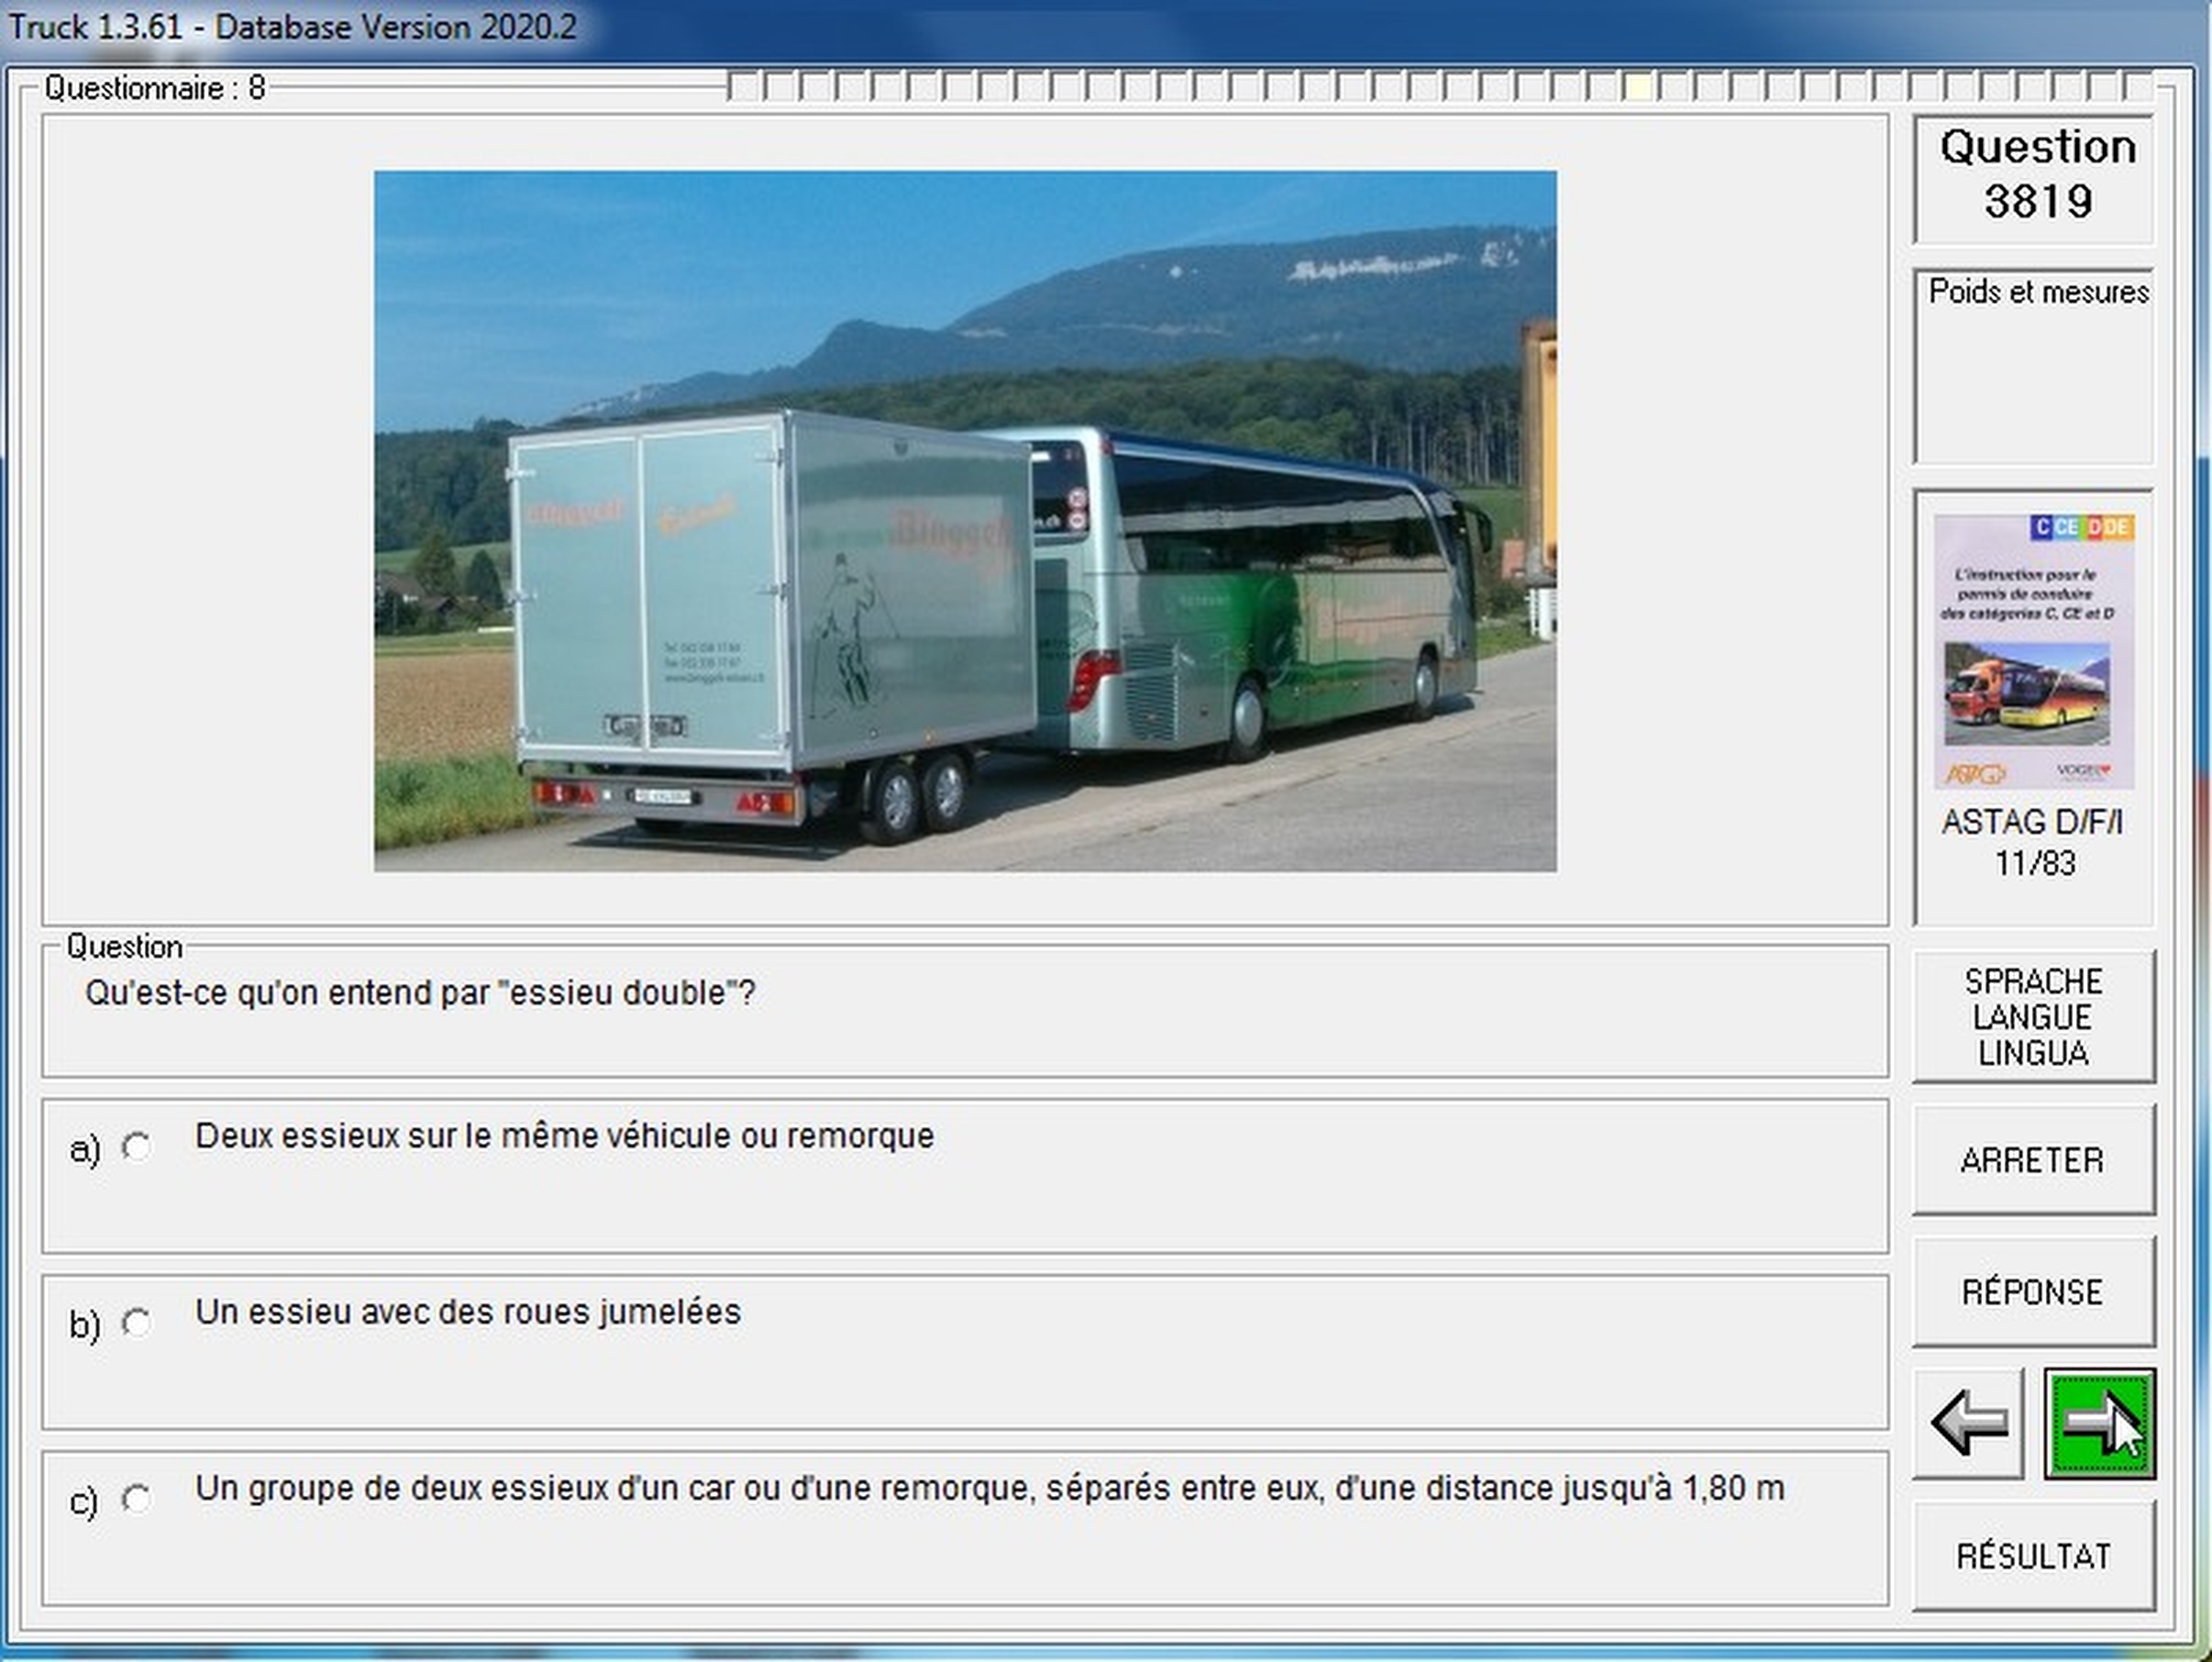 Truck 1.3.61 - Database Version 2020.2
Questionnaire : 8
Question
3819
Poids et mesures
Binggeli
Binggeli
C CE D DE
L'instruction pour le
permis de conduire
des catégories C, CE et D
ASTAG
VOGEL
ASTAG D/F/I
11/83
Question
Qu'est-ce qu'on entend par "essieu double"?
a) Deux essieux sur le même véhicule ou remorque
b) Un essieu avec des roues jumelées
c) Un groupe de deux essieux d'un car ou d'une remorque, séparés entre eux, d'une distance jusqu'à 1,80 m
SPRACHE
LANGUE
LINGUA
ARRETER
RÉPONSE
RÉSULTAT